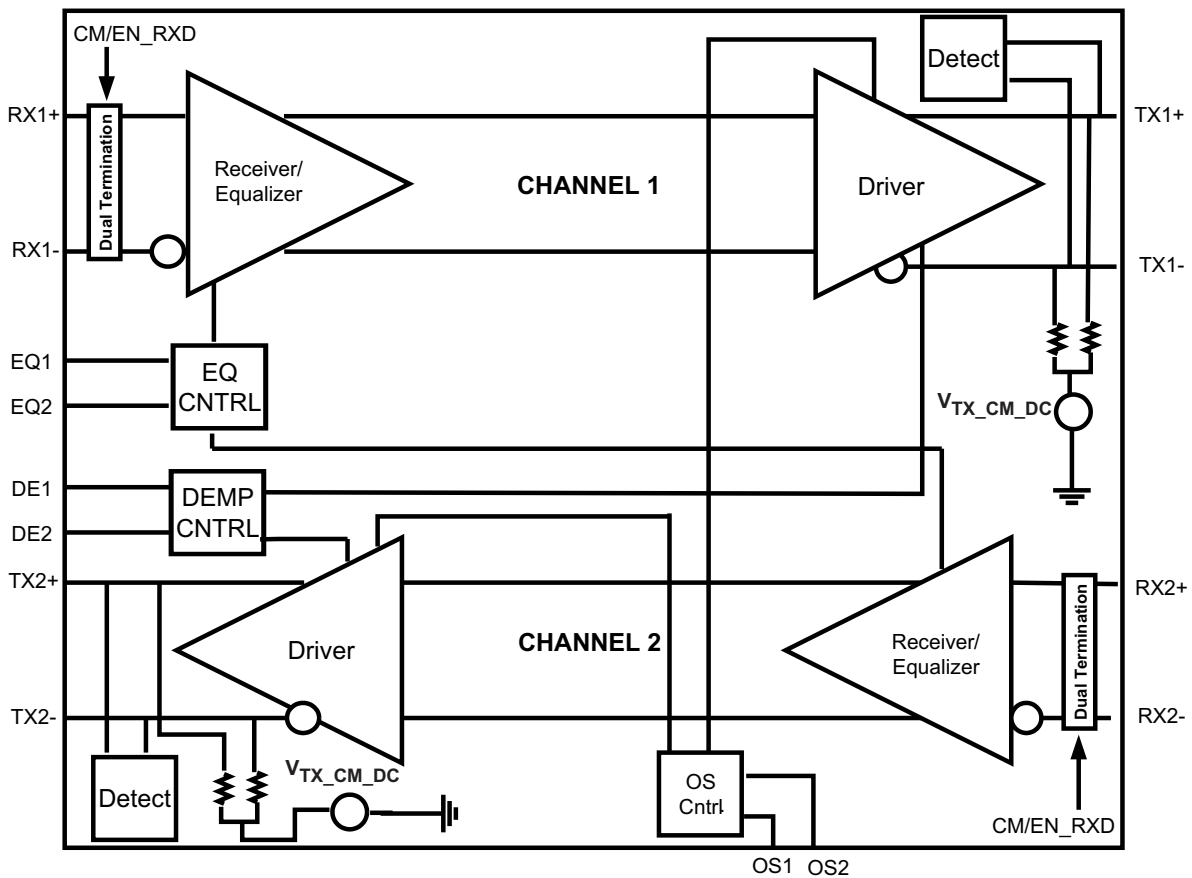 CM/EN_RXD
Detect
RX1+
TX1+
Dual Termination
Receiver/
Equalizer
CHANNEL 1
Driver
RX1-
TX1-
EQ1
EQ
CNTRL
EQ2
VTX_CM_DC
DE1
DEMP
CNTRL
DE2
TX2+
RX2+
Dual Termination
Driver
CHANNEL 2
Receiver/
Equalizer
TX2-
RX2-
VTX_CM_DC
Detect
OS
Cntrl.
CM/EN_RXD
OS1
OS2